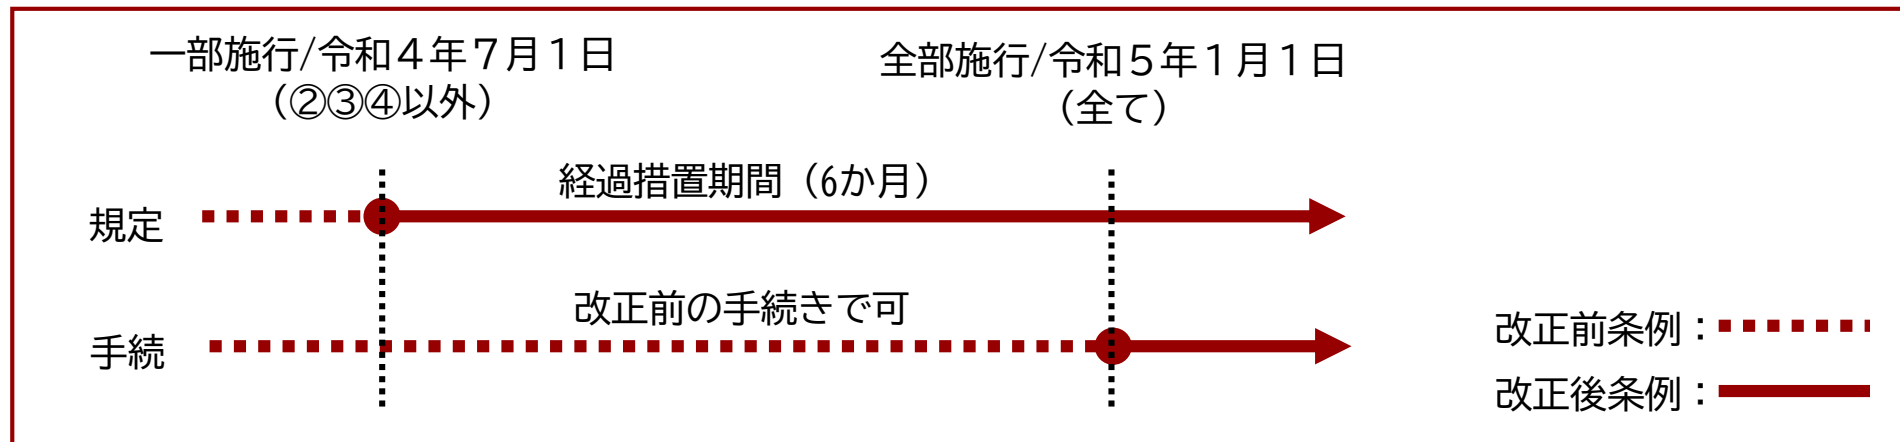 一部施行/令和４年７月１日
（②③④以外）
全部施行/令和５年１月１日
（全て）
経過措置期間（6か月）
規定
改正前の手続きで可
手続
改正前条例：
改正後条例：